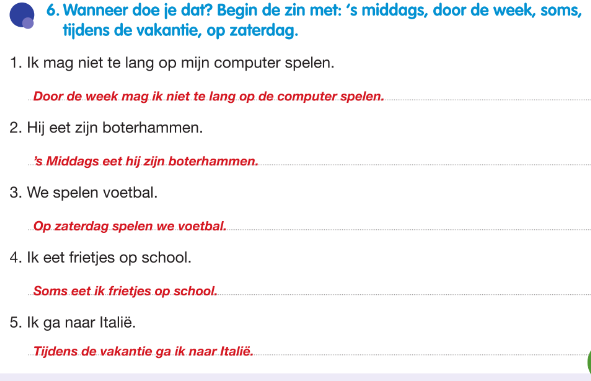 6. Wanneer doe je dat? Begin de zin met: ‘s middags, door de week, soms,
tijdens de vakantie, op zaterdag.
1. Ik mag niet te lang op mijn computer spelen.
Door de week mag ik niet te lang op de computer spelen.
2. Hij eet zijn boterhammen.
’s Middags eet hij zijn boterhammen.
3. We spelen voetbal.
Op zaterdag spelen we voetbal.
4. Ik eet frietjes op school.
Soms eet ik frietjes op school.
5. Ik ga naar Italië.
Tijdens de vakantie ga ik naar Italië.